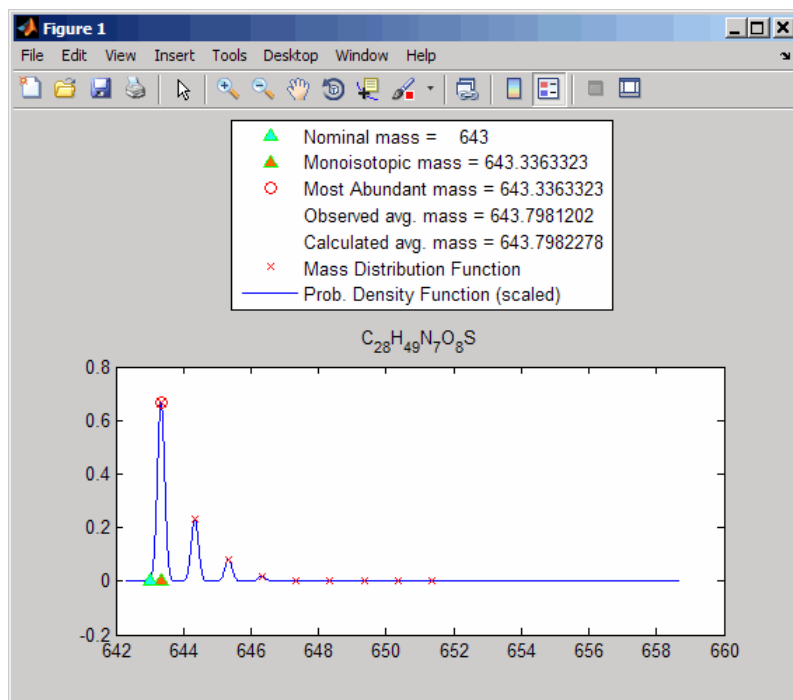 Figure 1
File Edit View Insert Tools Desktop Window Help
Nominal mass = 643
Monoisotopic mass = 643.3363323
Most Abundant mass = 643.3363323
Observed avg. mass = 643.7981202
Calculated avg. mass = 643.7982278
Mass Distribution Function
Prob. Density Function (scaled)
C₂₈H₄₉N₇O₈S
0.8
0.6
0.4
0.2
0
-0.2
642 644 646 648 650 652 654 656 658 660